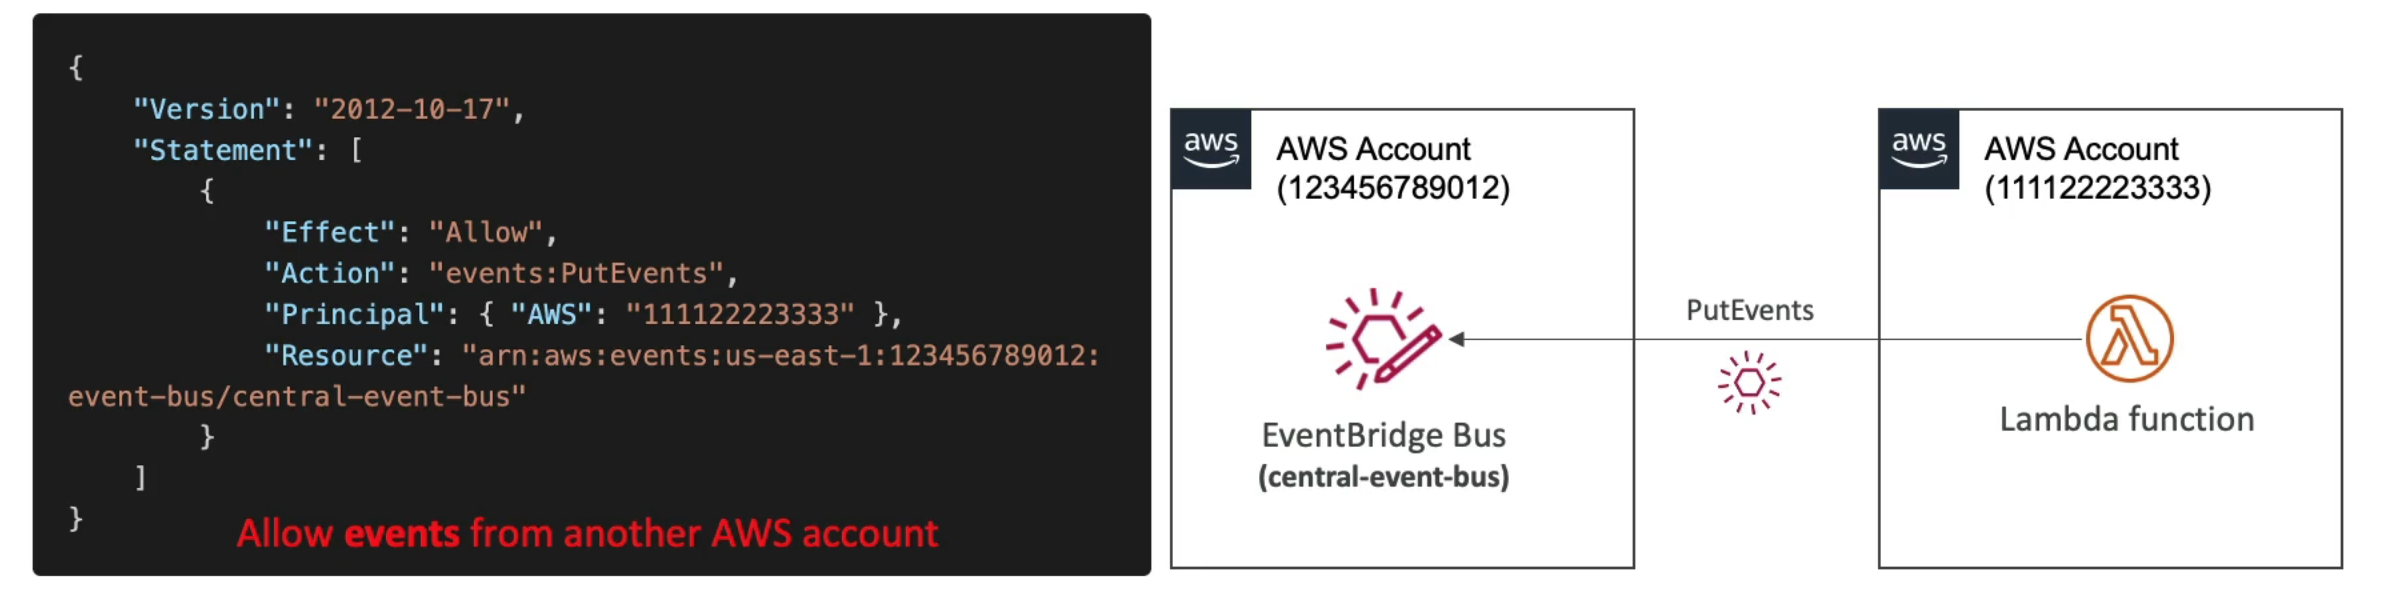 {
"Version": "2012-10-17",
"Statement": [
{
"Effect": "Allow",
"Action": "events:PutEvents",
"Principal": { "AWS": "111122223333" },
"Resource": "arn:aws:events:us-east-1:123456789012:
event-bus/central-event-bus"
}
]
}
Allow events from another AWS account
aws
AWS Account
(123456789012)
EventBridge Bus
(central-event-bus)
PutEvents
aws
AWS Account
(111122223333)
Lambda function